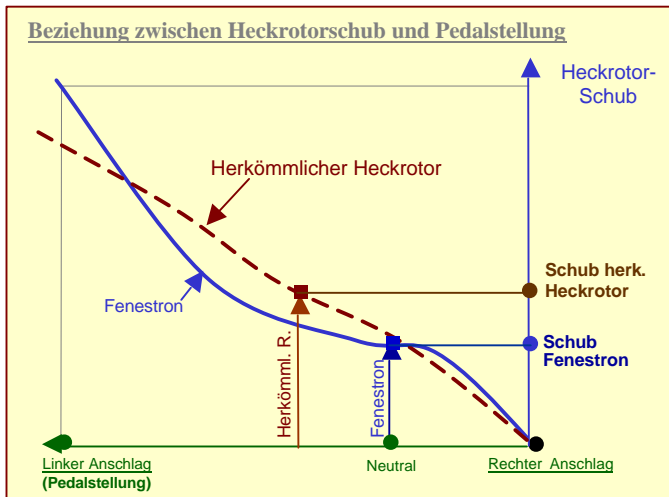 Beziehung zwischen Heckrotorschub und Pedalstellung
Heckrotor-
Schub
Herkömmlicher Heckrotor
Fenestron
Schub herk.
Heckrotor
Schub
Fenestron
Herkömml. R.
Fenestron
Linker Anschlag
(Pedalstellung)
Neutral
Rechter Anschlag